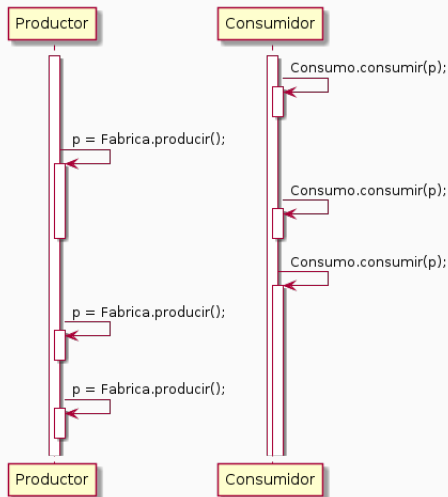 Productor Consumidor
Consumo.consumir(p);
p = Fabrica.producir();
Consumo.consumir(p);
Consumo.consumir(p);
p = Fabrica.producir();
p = Fabrica.producir();
Productor Consumidor